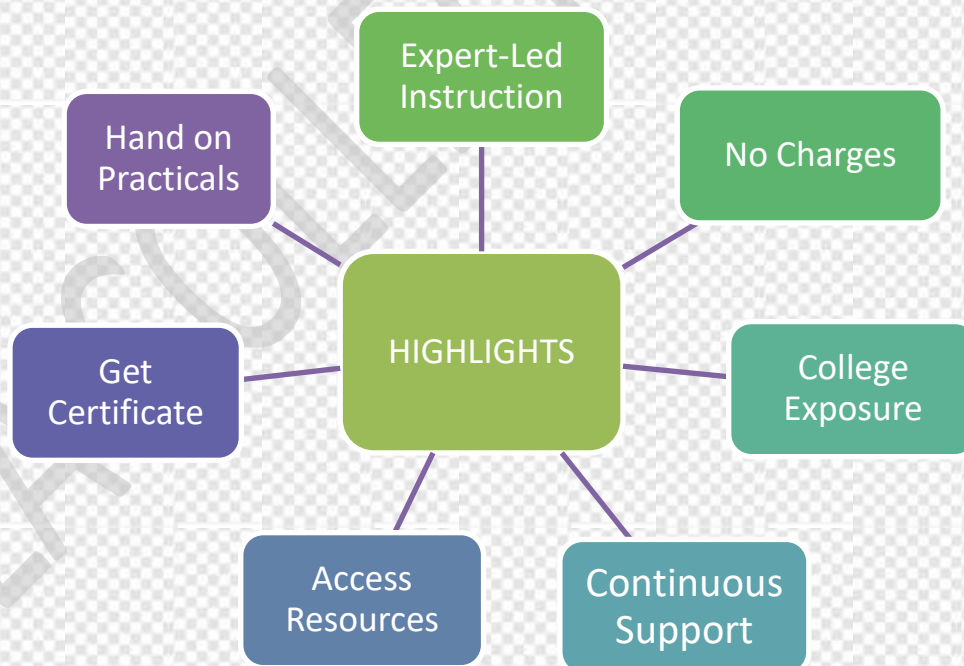 Expert-Led
Instruction
No Charges
College
Exposure
Continuous
Support
Access
Resources
Get
Certificate
Hand on
Practicals
HIGHLIGHTS